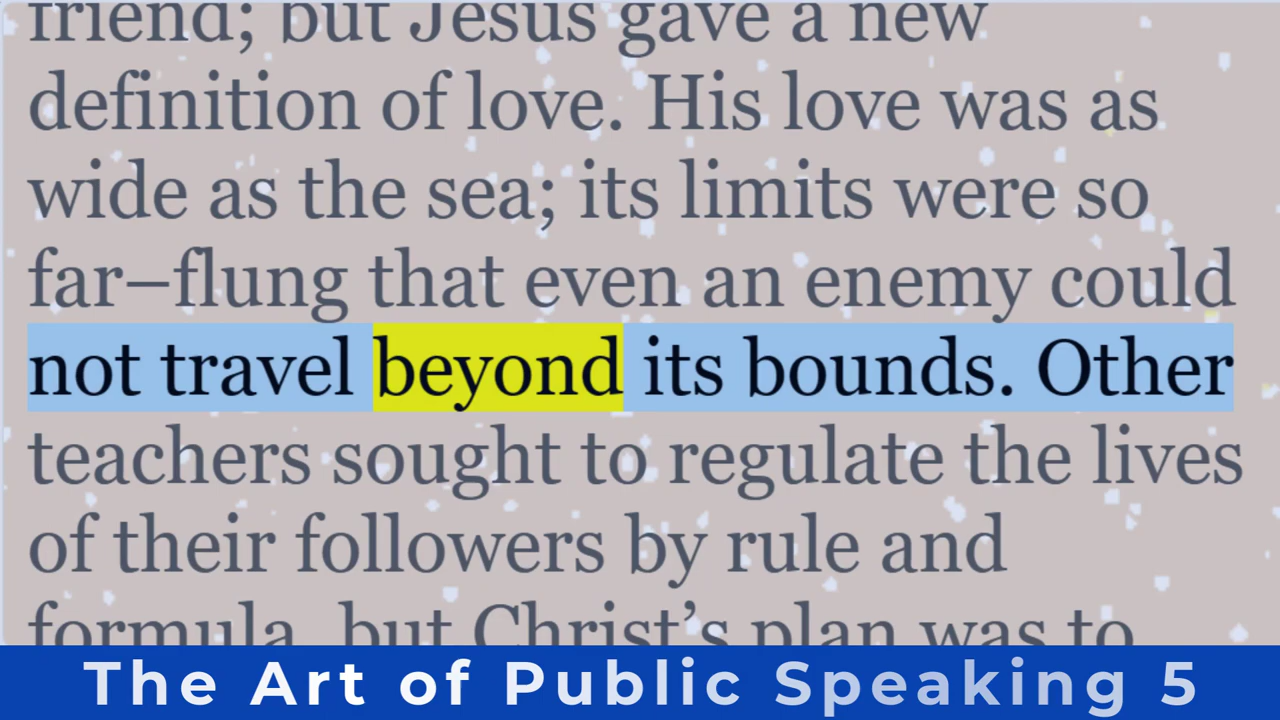 friend; but Jesus gave a new
definition of love. His love was as
wide as the sea; its limits were so
far–flung that even an enemy could
not travel beyond its bounds. Other
teachers sought to regulate the lives
of their followers by rule and
formula, but Christ’s plan was to
The Art of Public Speaking 5